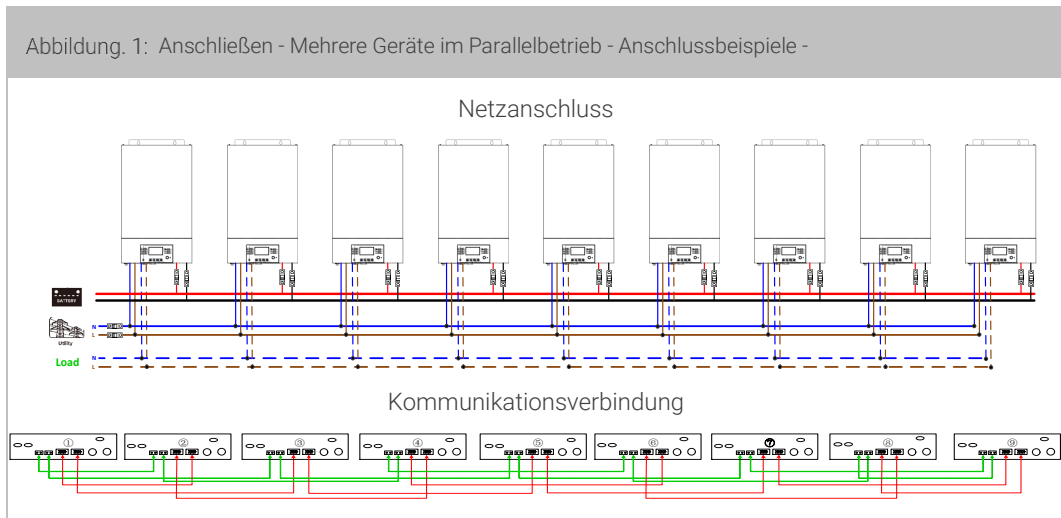 Abbildung. 1: Anschließen - Mehrere Geräte im Parallelbetrieb - Anschlussbeispiele -
Netzanschluss
BATTERY
N
L
Utility
N
Load
L
Kommunikationsverbindung
① ② ③ ④ ⑤ ⑥ ⑦ ⑧ ⑨